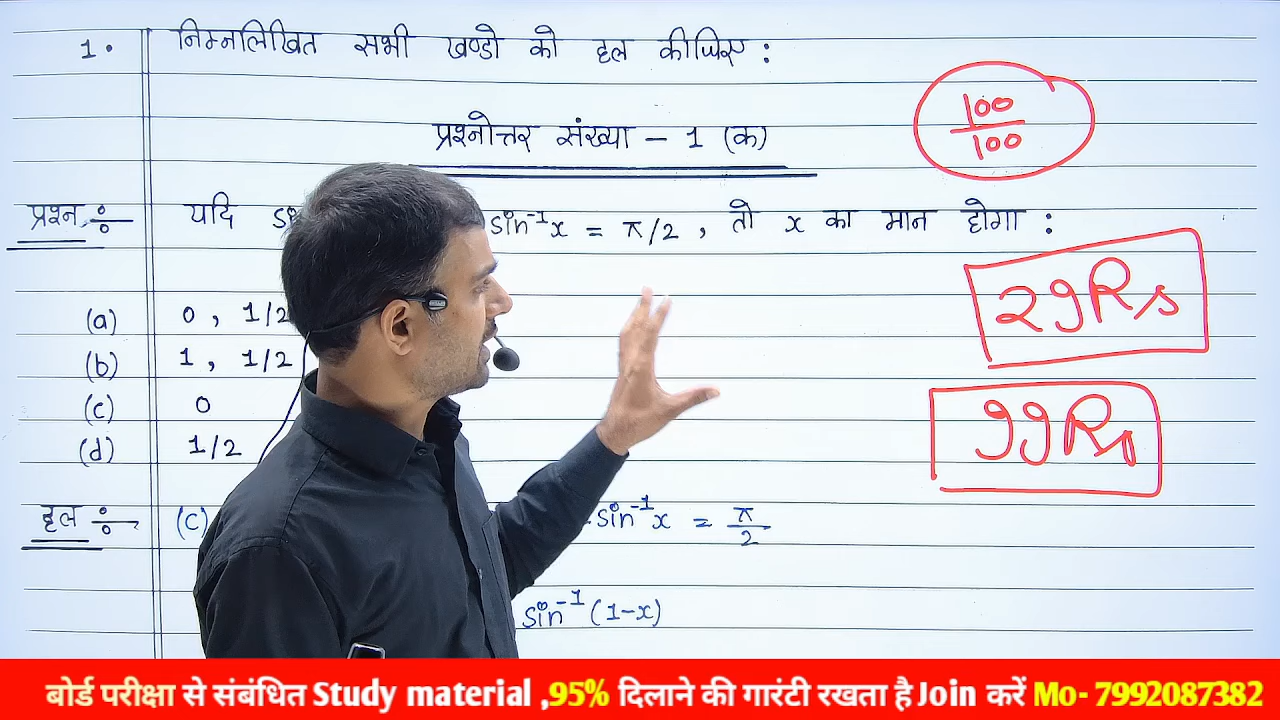 1. निम्नलिखित सभी खण्डो को हल कीजिए :
100/100
प्रश्नोत्तर संख्या – 1 (क)
प्रश्न ÷ यदि sin⁻¹x = π/2 , तो x का मान होगा :
(a) 0 , 1/2
(b) 1 , 1/2
(c) 0
(d) 1/2
29Rs
99Rs
हल ÷ (c) sin⁻¹x = π/2
sin⁻¹(1-x)
बोर्ड परीक्षा से संबंधित Study material ,95% दिलाने की गारंटी रखता है Join करें Mo- 7992087382